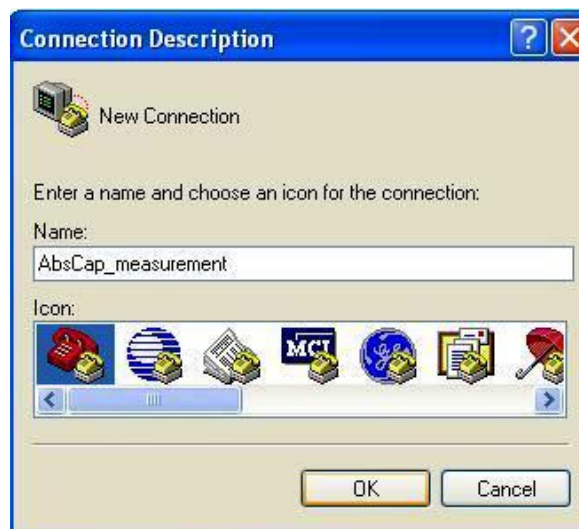 Connection Description
New Connection
Enter a name and choose an icon for the connection:
Name:
AbsCap_measurement
Icon:
MCI
OK
Cancel